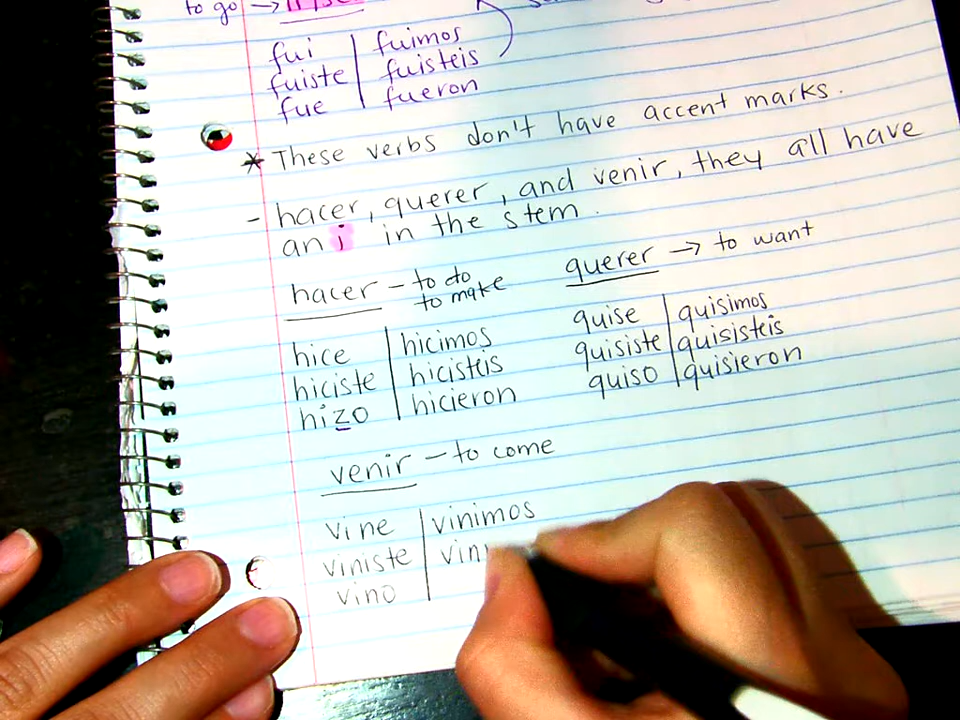 to go →
fui | fuimos
fuiste | fuisteis
fue | fueron
* These verbs don't have accent marks.
- hacer, querer, and venir, they all have
an i in the stem.
hacer - to do
to make
querer → to want
hice | hicimos
hiciste | hicisteis
hizo | hicieron
quise | quisimos
quisiste | quisisteis
quiso | quisieron
venir - to come
vine | vinimos
viniste | vin
vino |